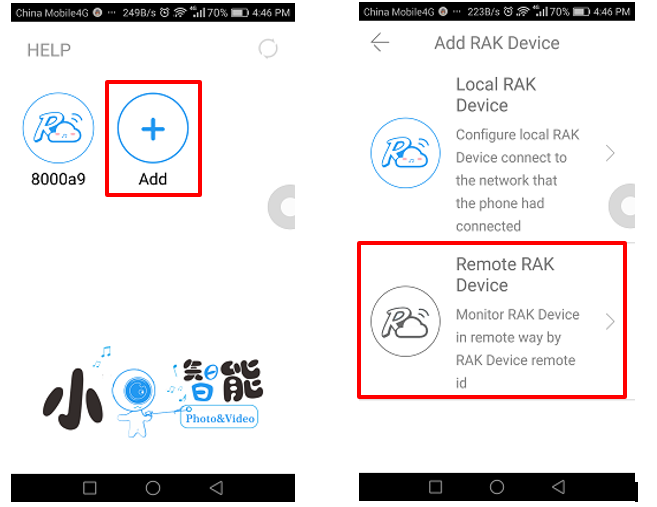 China Mobile4G ··· 249B/s 4G 70% 4:46 PM
HELP
8000a9
Add
小 智能
Photo&Video
China Mobile4G ··· 223B/s 4G 70% 4:46 PM
Add RAK Device
Local RAK
Device
Configure local RAK
Device connect to
the network that
the phone had
connected
Remote RAK
Device
Monitor RAK Device
in remote way by
RAK Device remote
id